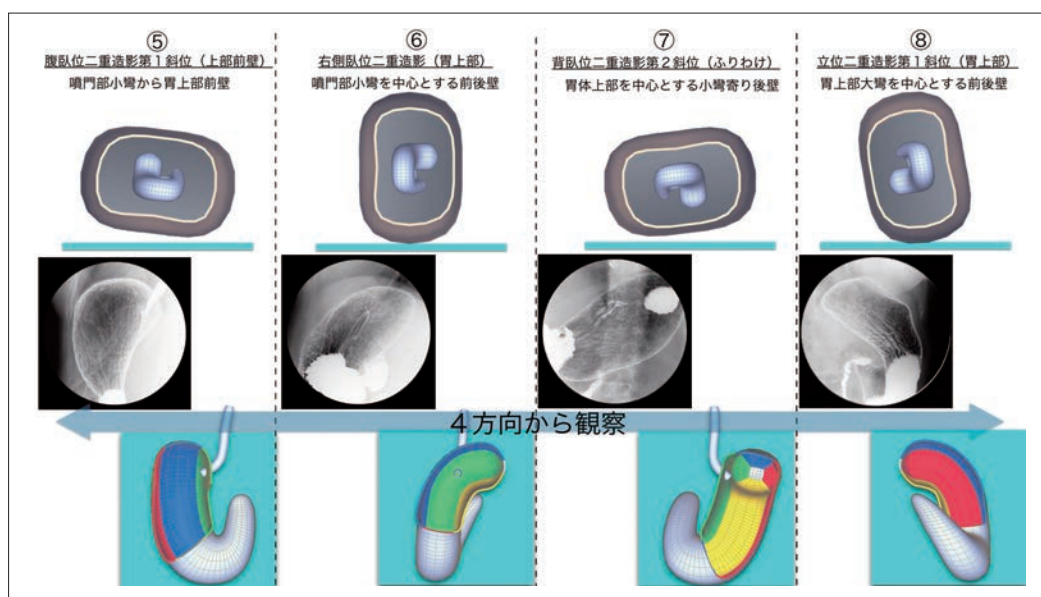 ⑤
腹臥位二重造影第1斜位（上部前壁）
噴門部小彎から胃上部前壁
⑥
右側臥位二重造影（胃上部）
噴門部小彎を中心とする前後壁
⑦
背臥位二重造影第2斜位（ふりわけ）
胃体上部を中心とする小彎寄り後壁
⑧
立位二重造影第1斜位（胃上部）
胃上部大彎を中心とする前後壁
4方向から観察